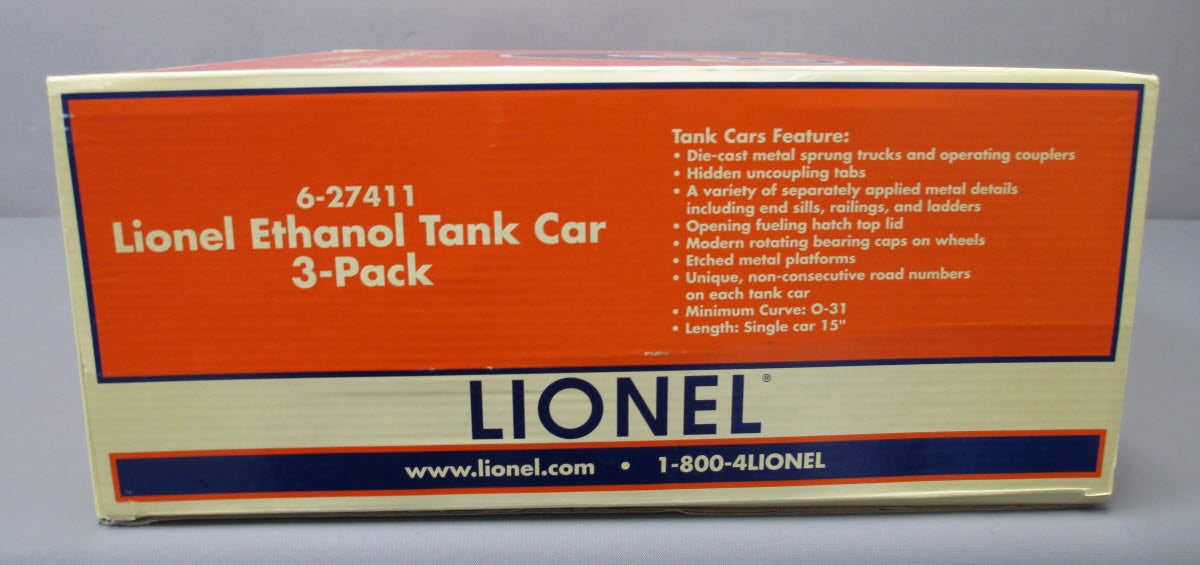 6-27411
Lionel Ethanol Tank Car
3-Pack
Tank Cars Feature:
• Die-cast metal sprung trucks and operating couplers
• Hidden uncoupling tabs
• A variety of separately applied metal details
including end sills, railings, and ladders
• Opening fueling hatch top lid
• Modern rotating bearing caps on wheels
• Etched metal platforms
• Unique, non-consecutive road numbers
on each tank car
• Minimum Curve: O-31
• Length: Single car 15"
LIONEL®
www.lionel.com • 1-800-4LIONEL